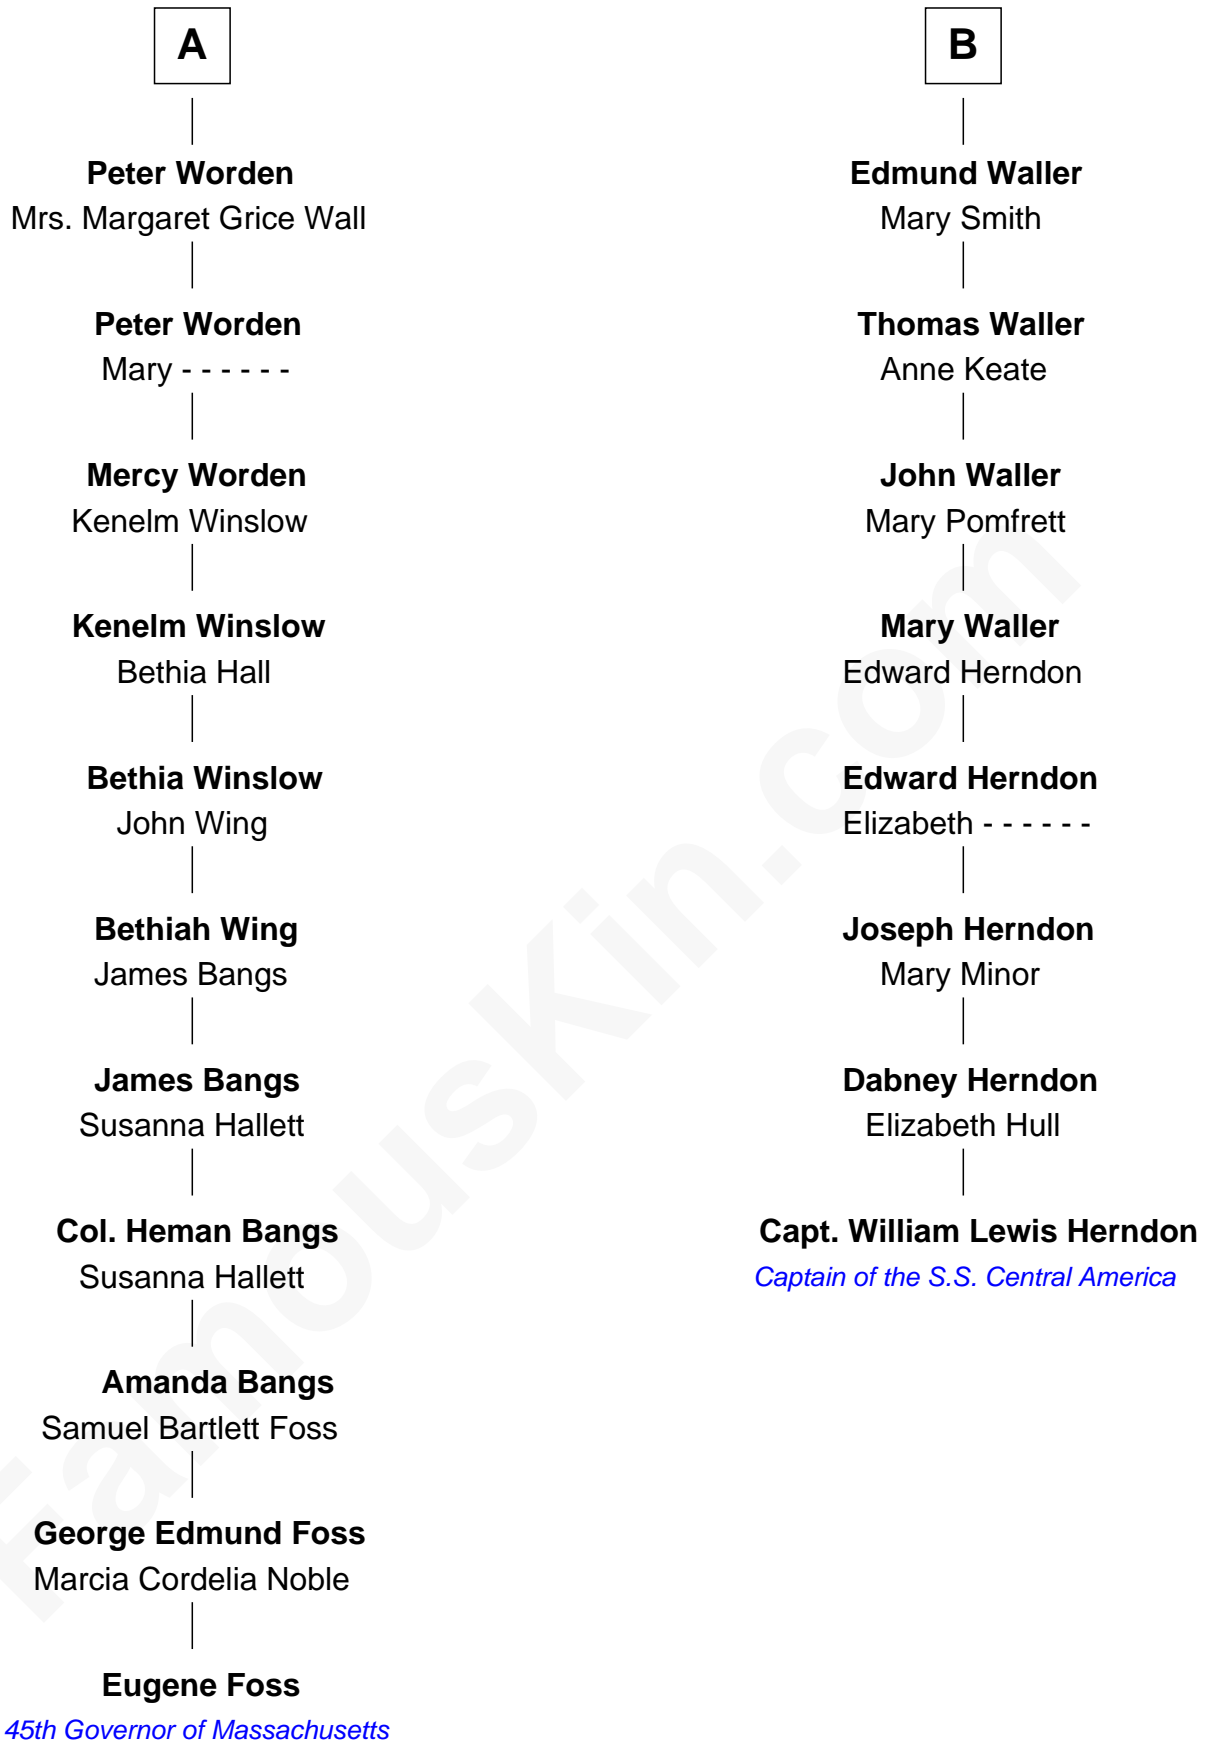 A
Peter Worden
Mrs. Margaret Grice Wall
Peter Worden
Mary - - - - - -
Mercy Worden
Kenelm Winslow
Kenelm Winslow
Bethia Hall
Bethia Winslow
John Wing
Bethiah Wing
James Bangs
James Bangs
Susanna Hallett
Col. Heman Bangs
Susanna Hallett
Amanda Bangs
Samuel Bartlett Foss
George Edmund Foss
Marcia Cordelia Noble
Eugene Foss
45th Governor of Massachusetts
B
Edmund Waller
Mary Smith
Thomas Waller
Anne Keate
John Waller
Mary Pomfrett
Mary Waller
Edward Herndon
Edward Herndon
Elizabeth - - - - - -
Joseph Herndon
Mary Minor
Dabney Herndon
Elizabeth Hull
Capt. William Lewis Herndon
Captain of the S.S. Central America
FamousKin.com